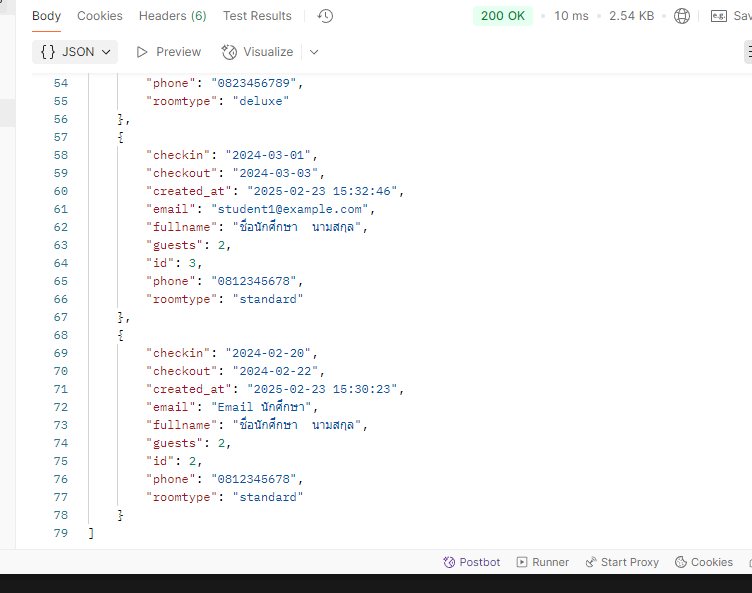 Body Cookies Headers (6) Test Results 200 OK 10 ms 2.54 KB e.g.
{} JSON Preview Visualize
54 "phone": "0823456789",
55 "roomtype": "deluxe"
56 },
57 {
58 "checkin": "2024-03-01",
59 "checkout": "2024-03-03",
60 "created_at": "2025-02-23 15:32:46",
61 "email": "student1@example.com",
62 "fullname": "ชื่อนักศึกษา นามสกุล",
63 "guests": 2,
64 "id": 3,
65 "phone": "0812345678",
66 "roomtype": "standard"
67 },
68 {
69 "checkin": "2024-02-20",
70 "checkout": "2024-02-22",
71 "created_at": "2025-02-23 15:30:23",
72 "email": "Email นักศึกษา",
73 "fullname": "ชื่อนักศึกษา นามสกุล",
74 "guests": 2,
75 "id": 2,
76 "phone": "0812345678",
77 "roomtype": "standard"
78 }
79 ]
Postbot Runner Start Proxy Cookies